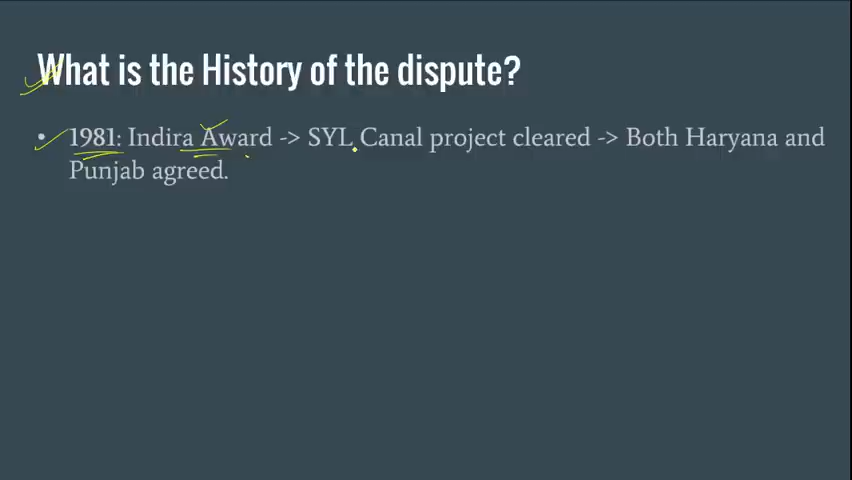 What is the History of the dispute?
• 1981: Indira Award -> SYL Canal project cleared -> Both Haryana and
Punjab agreed.